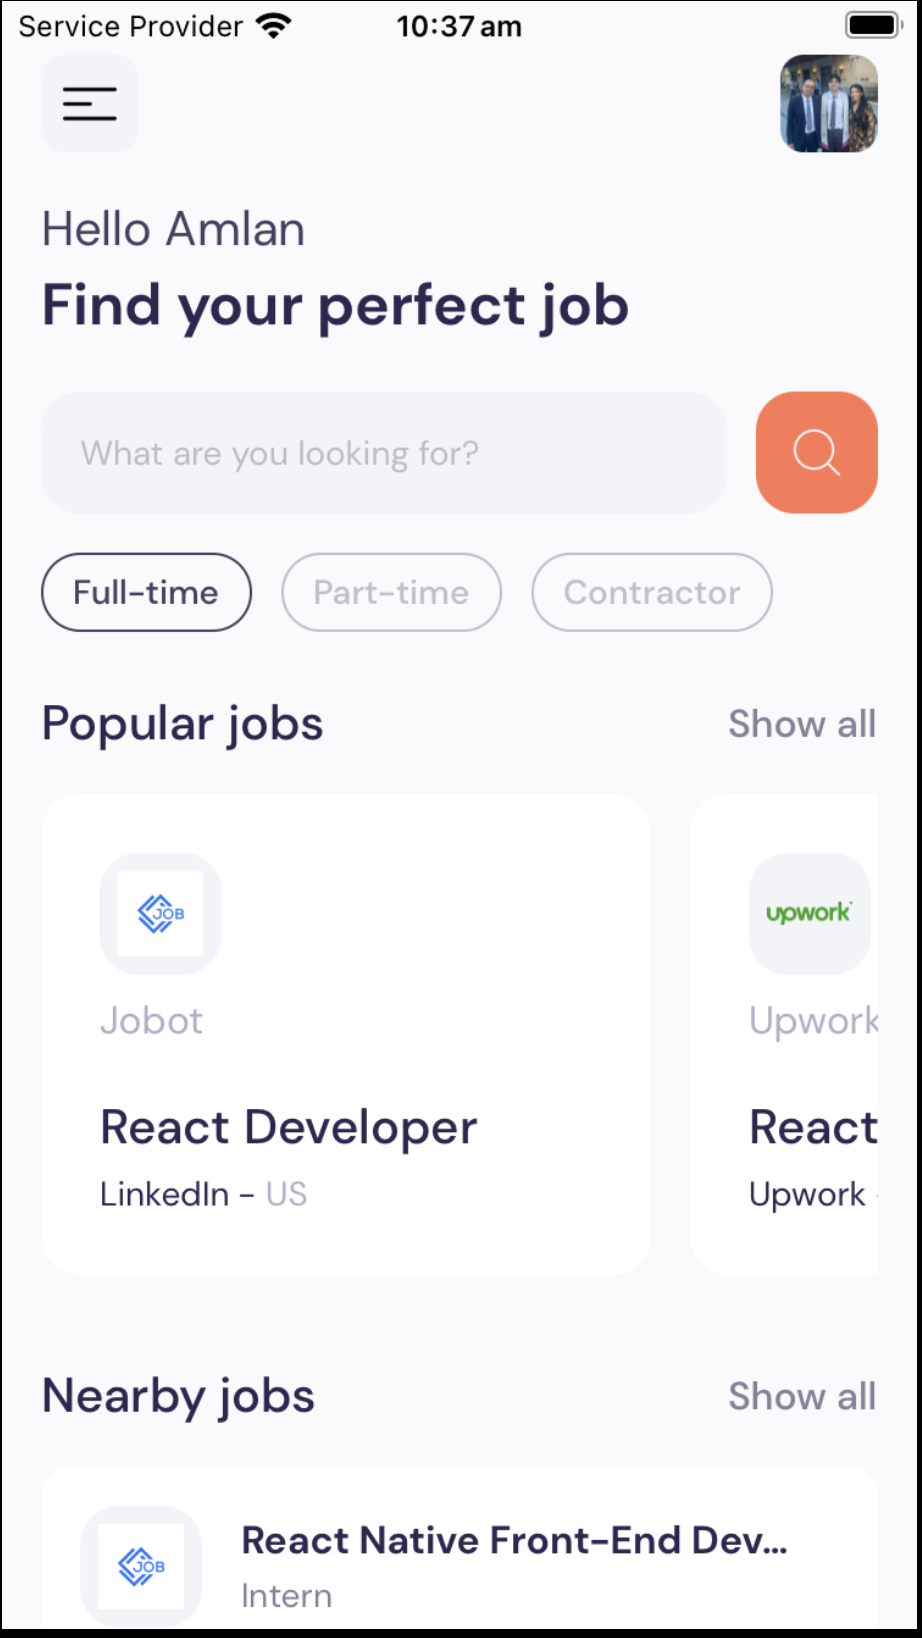 Service Provider 10:37 am
Hello Amlan
Find your perfect job
What are you looking for?
Full-time Part-time Contractor
Popular jobs Show all
JOB
Jobot
React Developer
LinkedIn - US
upwork
Upwork
React
Upwork
Nearby jobs Show all
JOB
React Native Front-End Dev...
Intern